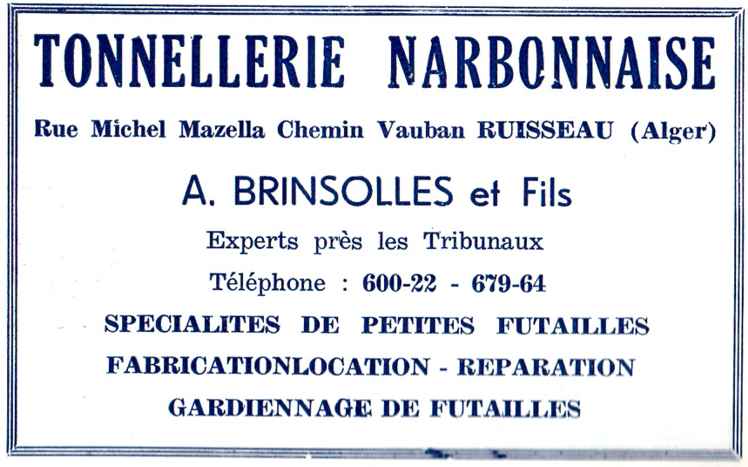 TONNELLERIE NARBONNAISE
Rue Michel Mazella Chemin Vauban RUISSEAU (Alger)
A. BRINSOLLES et Fils
Experts près les Tribunaux
Téléphone : 600-22 - 679-64
SPECIALITES DE PETITES FUTAILLES
FABRICATIONLOCATION - REPARATION
GARDIENNAGE DE FUTAILLES